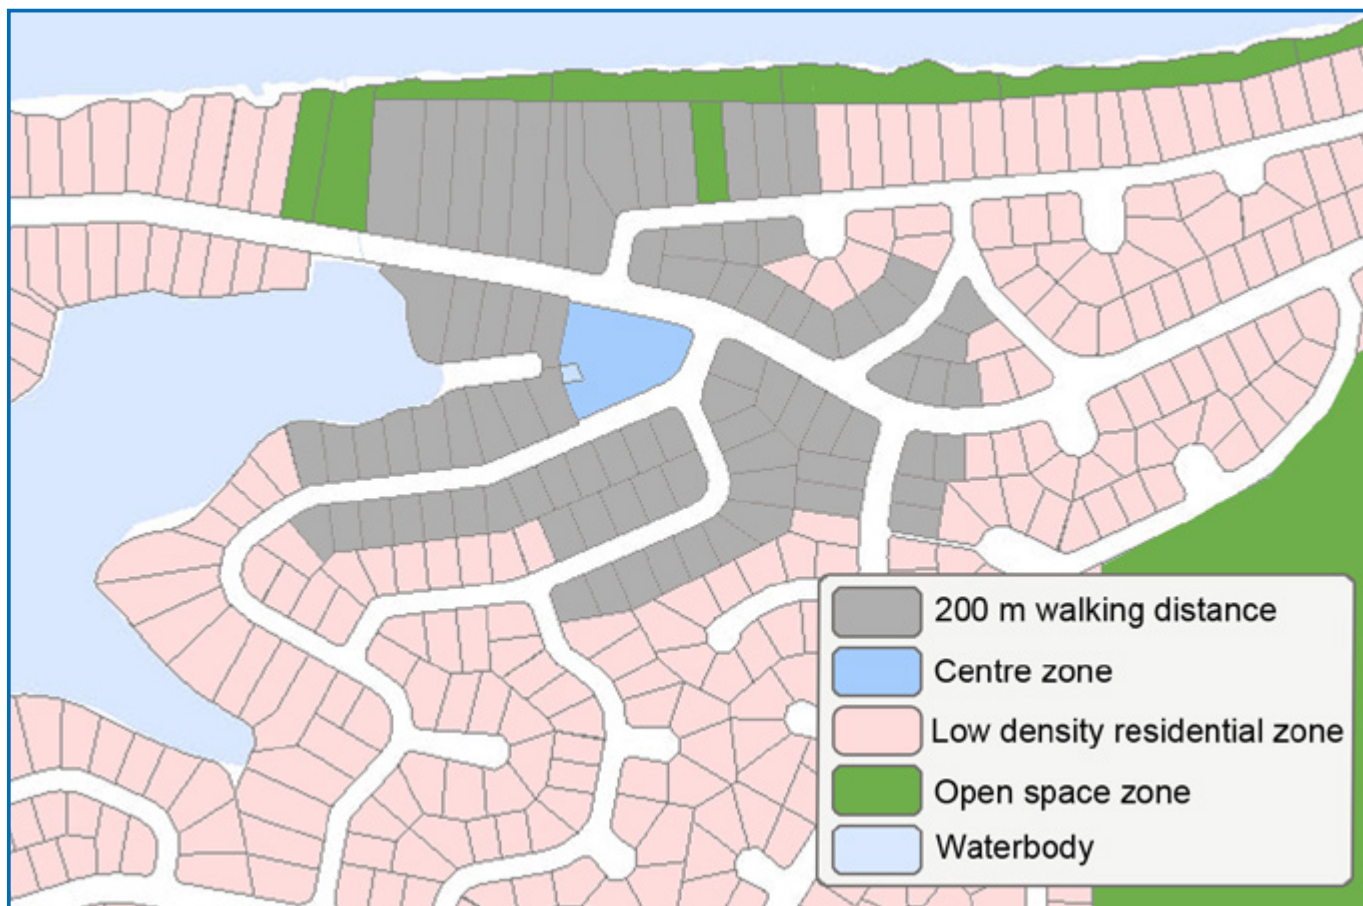 200 m walking distance
Centre zone
Low density residential zone
Open space zone
Waterbody